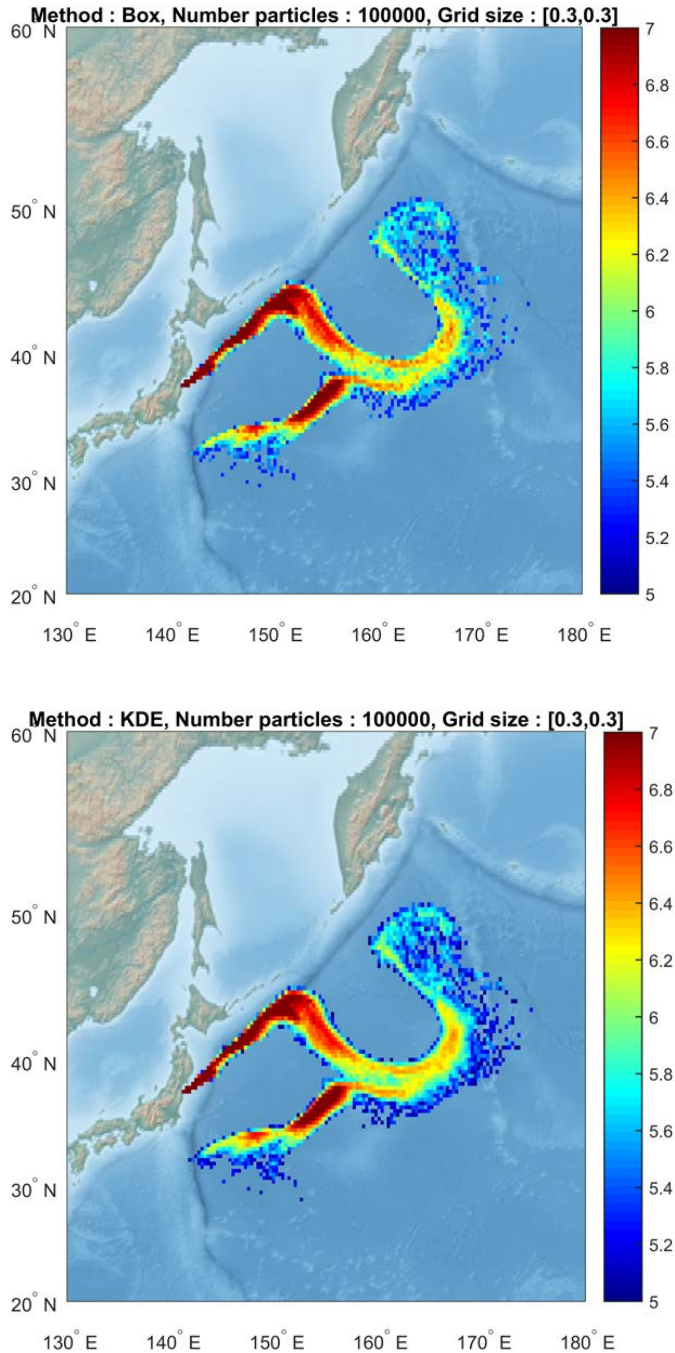 Method : Box, Number particles : 100000, Grid size : [0.3,0.3]
60° N
50° N
40° N
30° N
20° N
130° E 140° E 150° E 160° E 170° E 180° E
7
6.8
6.6
6.4
6.2
6
5.8
5.6
5.4
5.2
5
Method : KDE, Number particles : 100000, Grid size : [0.3,0.3]
60° N
50° N
40° N
30° N
20° N
130° E 140° E 150° E 160° E 170° E 180° E
7
6.8
6.6
6.4
6.2
6
5.8
5.6
5.4
5.2
5